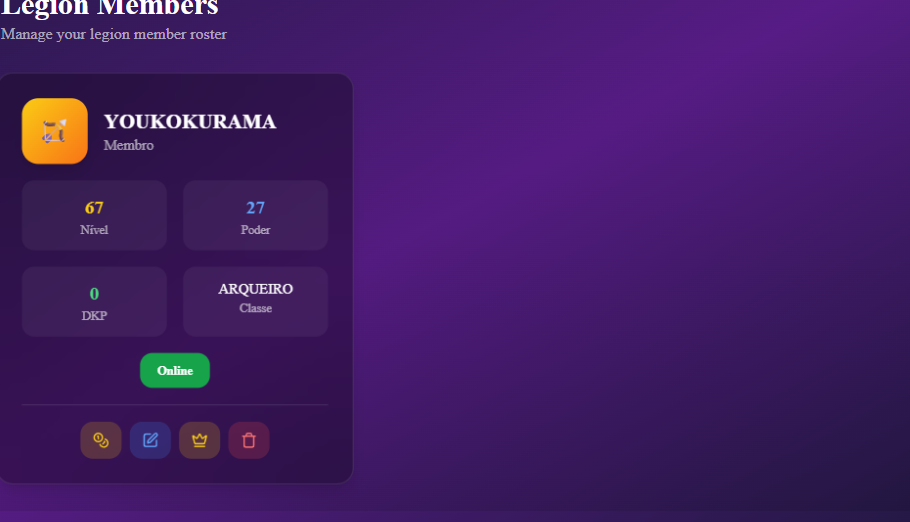 Legion Members
Manage your legion member roster
YOUKOKURAMA
Membro
67
Nível
27
Poder
0
DKP
ARQUEIRO
Classe
Online